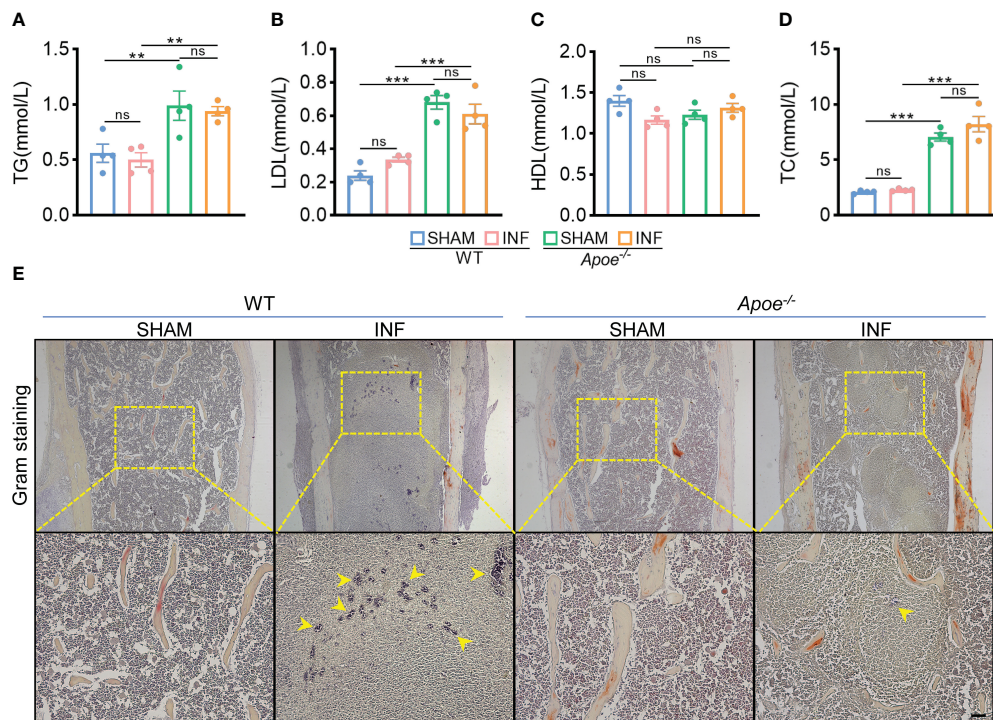 A
B
C
D
TG(mmol/L)
1.5
1.0
0.5
0.0
**
**
ns
ns
LDL(mmol/L)
0.8
0.6
0.4
0.2
0.0
***
***
ns
ns
HDL(mmol/L)
2.0
1.5
1.0
0.5
0.0
ns
ns
ns
ns
TC(mmol/L)
15
10
5
0
***
ns
***
ns
SHAM INF SHAM INF
WT Apoe-/-
E
WT Apoe-/-
SHAM INF SHAM INF
Gram staining